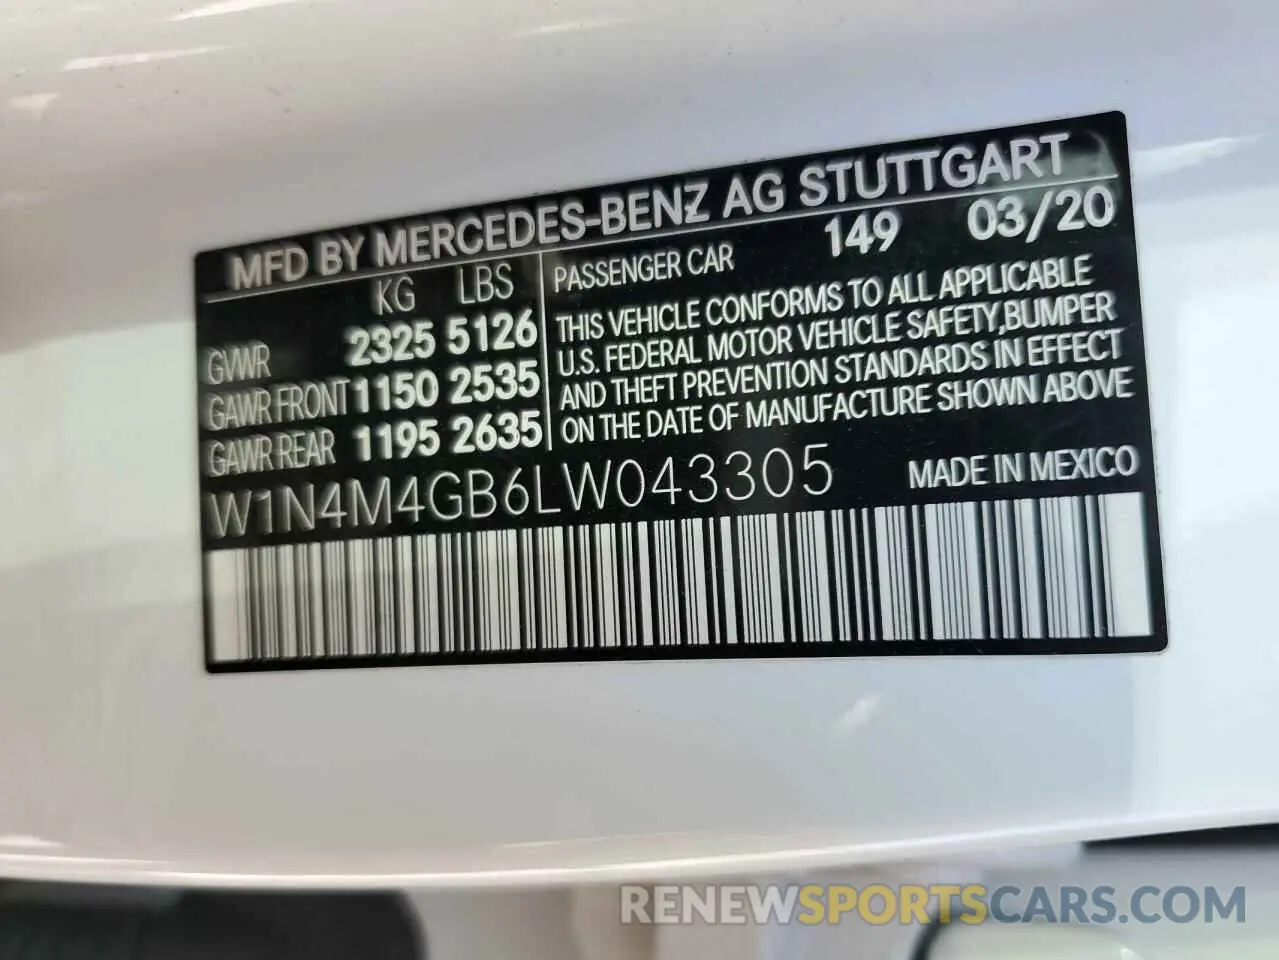 MFD BY MERCEDES-BENZ AG STUTTGART
KG LBS
GVWR 2325 5126
GAWR FRONT 1150 2535
GAWR REAR 1195 2635
149 03/20
PASSENGER CAR
THIS VEHICLE CONFORMS TO ALL APPLICABLE
U.S. FEDERAL MOTOR VEHICLE SAFETY,BUMPER
AND THEFT PREVENTION STANDARDS IN EFFECT
ON THE DATE OF MANUFACTURE SHOWN ABOVE
W1N4M4GB6LW043305 MADE IN MEXICO
RENEWSPORTSCARS.COM